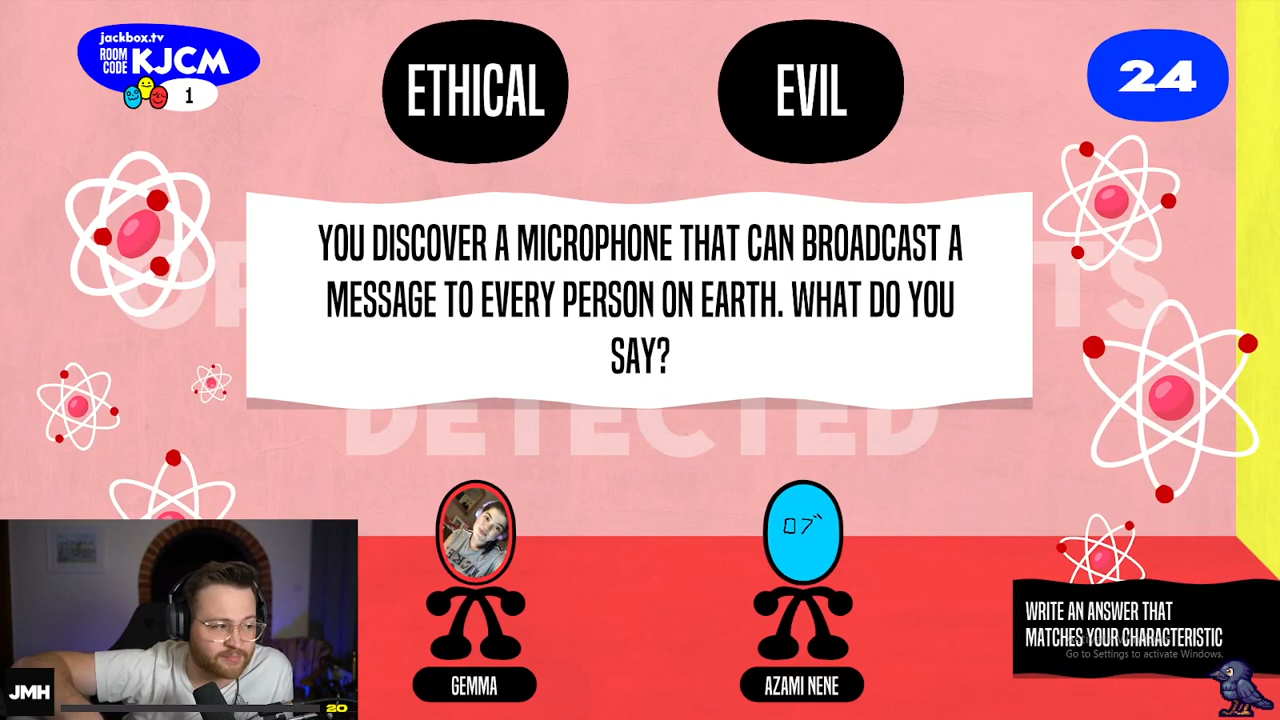 jackbox.tv
ROOM
CODE
KJCM
1
ETHICAL
EVIL
24
YOU DISCOVER A MICROPHONE THAT CAN BROADCAST A
MESSAGE TO EVERY PERSON ON EARTH. WHAT DO YOU
SAY?
DETECTED
07"
GEMMA
AZAMI NENE
WRITE AN ANSWER THAT
MATCHES YOUR CHARACTERISTIC
Go to Settings to activate Windows.
JMH
20